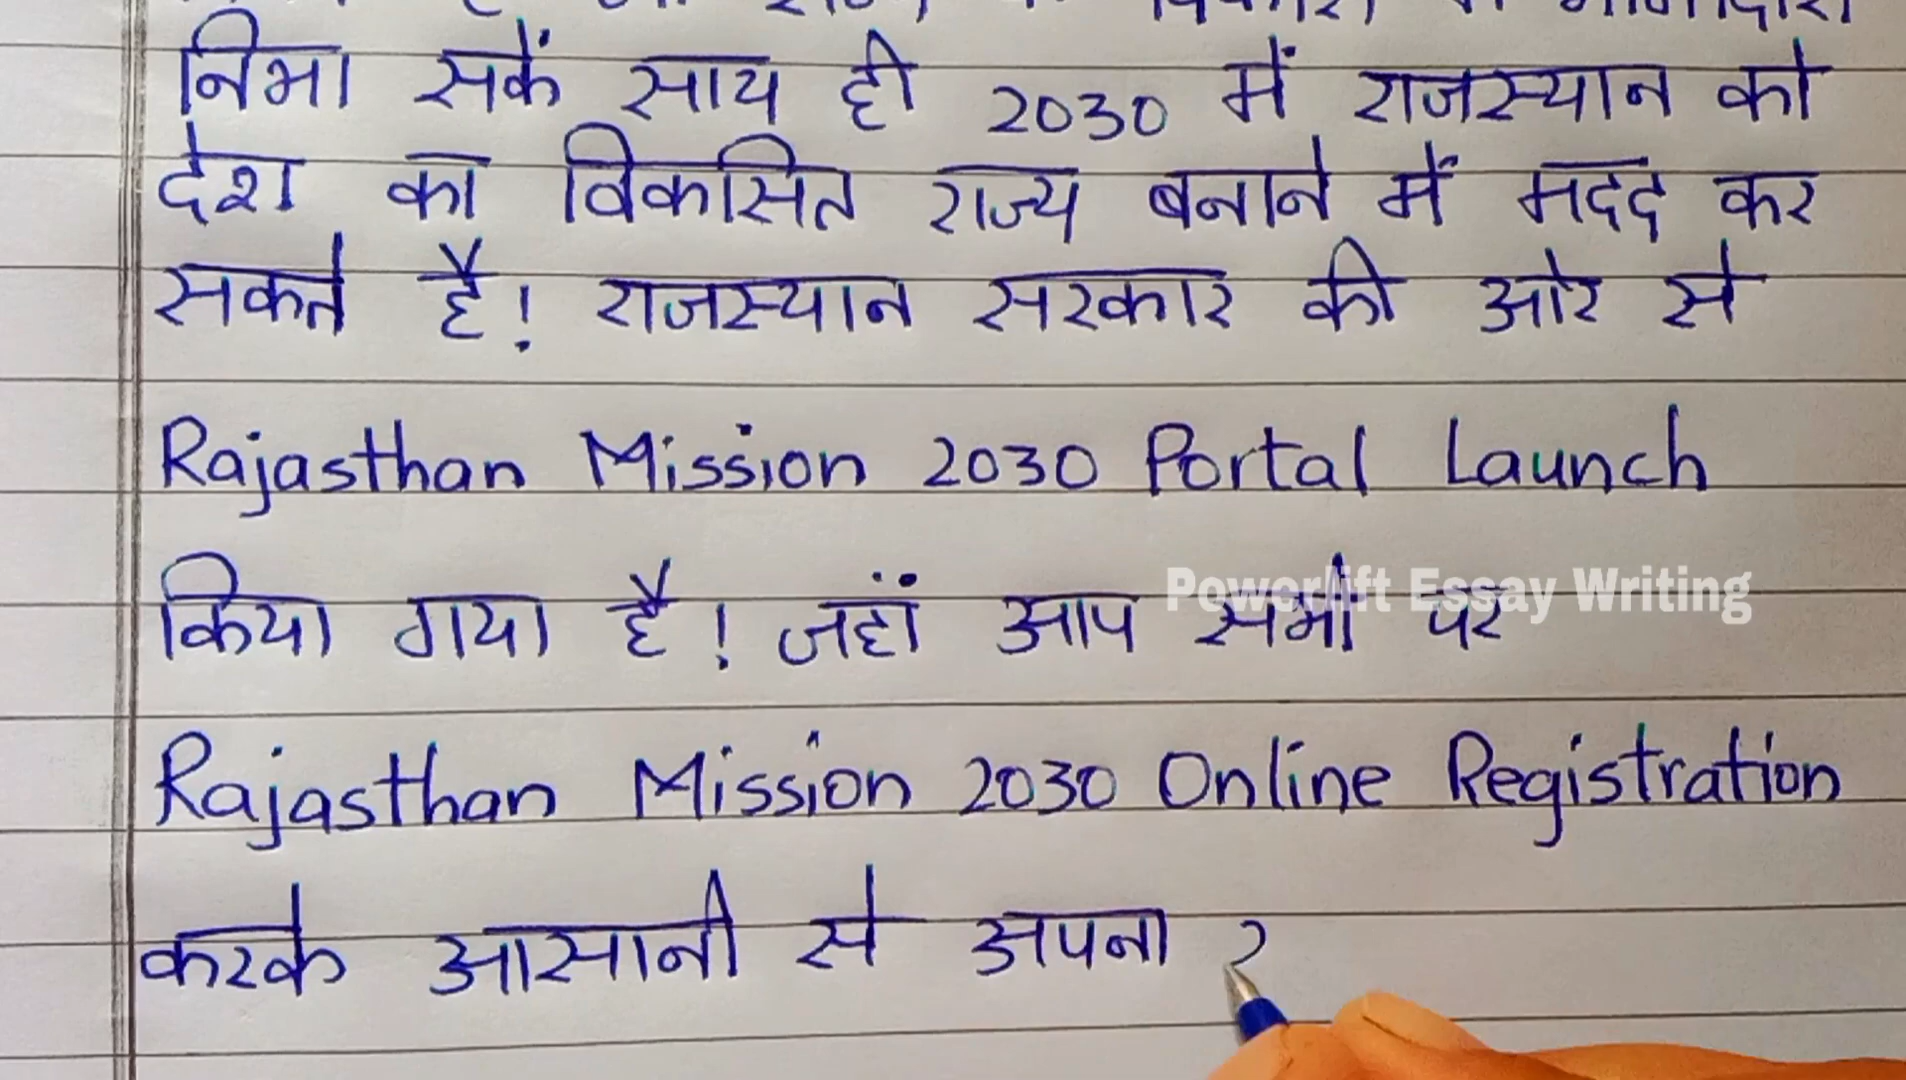 निभा सकें साथ ही 2030 में राजस्थान को
देश का विकसित राज्य बनाने में मदद कर
सकते है! राजस्थान सरकार की ओर से
Rajasthan Mission 2030 Portal Launch
Powerlift Essay Writing
किया गया है! जहां आप सभी पर
Rajasthan Mission 2030 Online Registration
करके आसानी से अपना